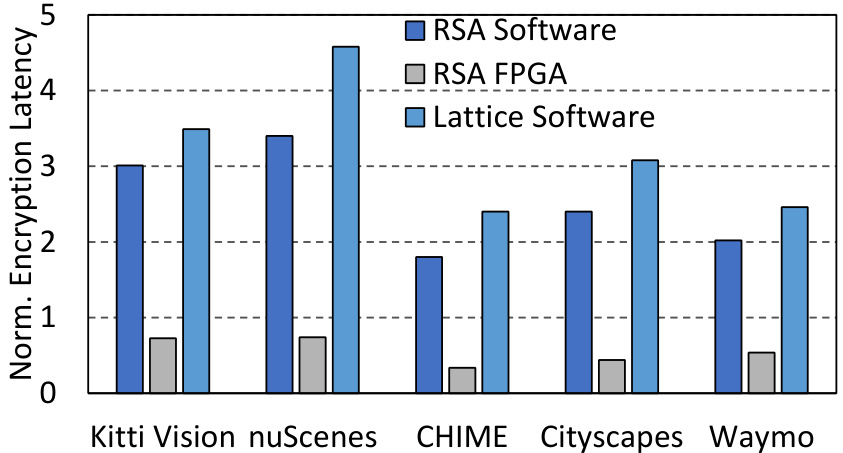 Norm. Encryption Latency
5
4
3
2
1
0
RSA Software
RSA FPGA
Lattice Software
Kitti Vision nuScenes CHIME Cityscapes Waymo